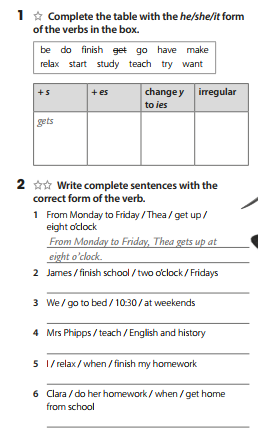 1 ☆ Complete the table with the he/she/it form
of the verbs in the box.
be do finish get go have make
relax start study teach try want
+ s + es change y irregular
to ies
gets
2 ☆☆ Write complete sentences with the
correct form of the verb.
1 From Monday to Friday / Thea / get up /
eight o'clock
From Monday to Friday, Thea gets up at
eight o'clock.
2 James / finish school / two o'clock / Fridays
3 We / go to bed / 10:30 / at weekends
4 Mrs Phipps / teach / English and history
5 I / relax / when / finish my homework
6 Clara / do her homework / when / get home
from school